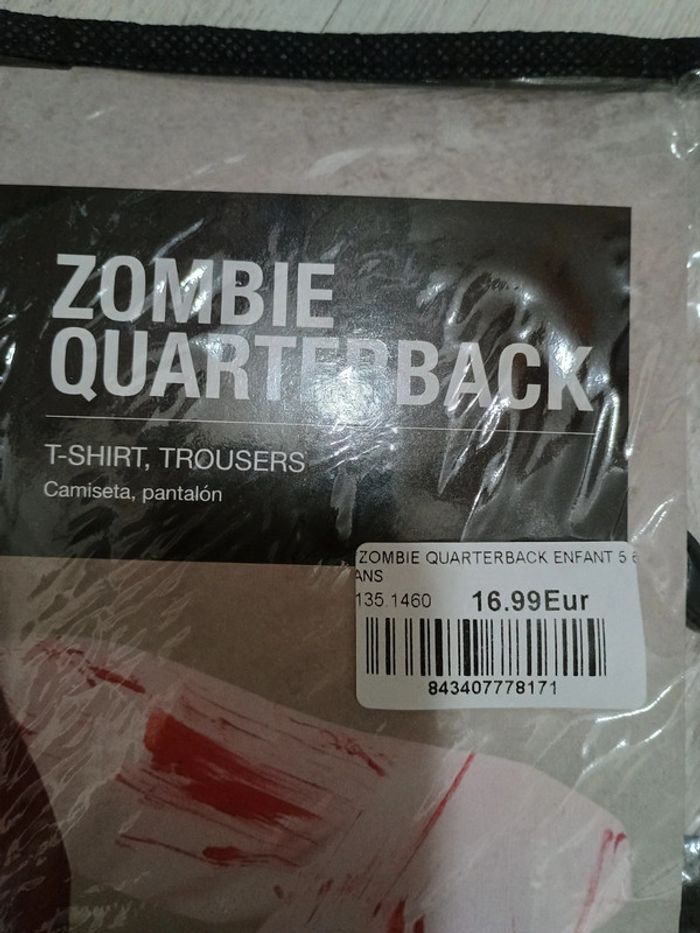 ZOMBIE
QUARTERBACK
T-SHIRT, TROUSERS
Camiseta, pantalón
ZOMBIE QUARTERBACK ENFANT 5 6
ANS
135.1460 16.99Eur
843407778171